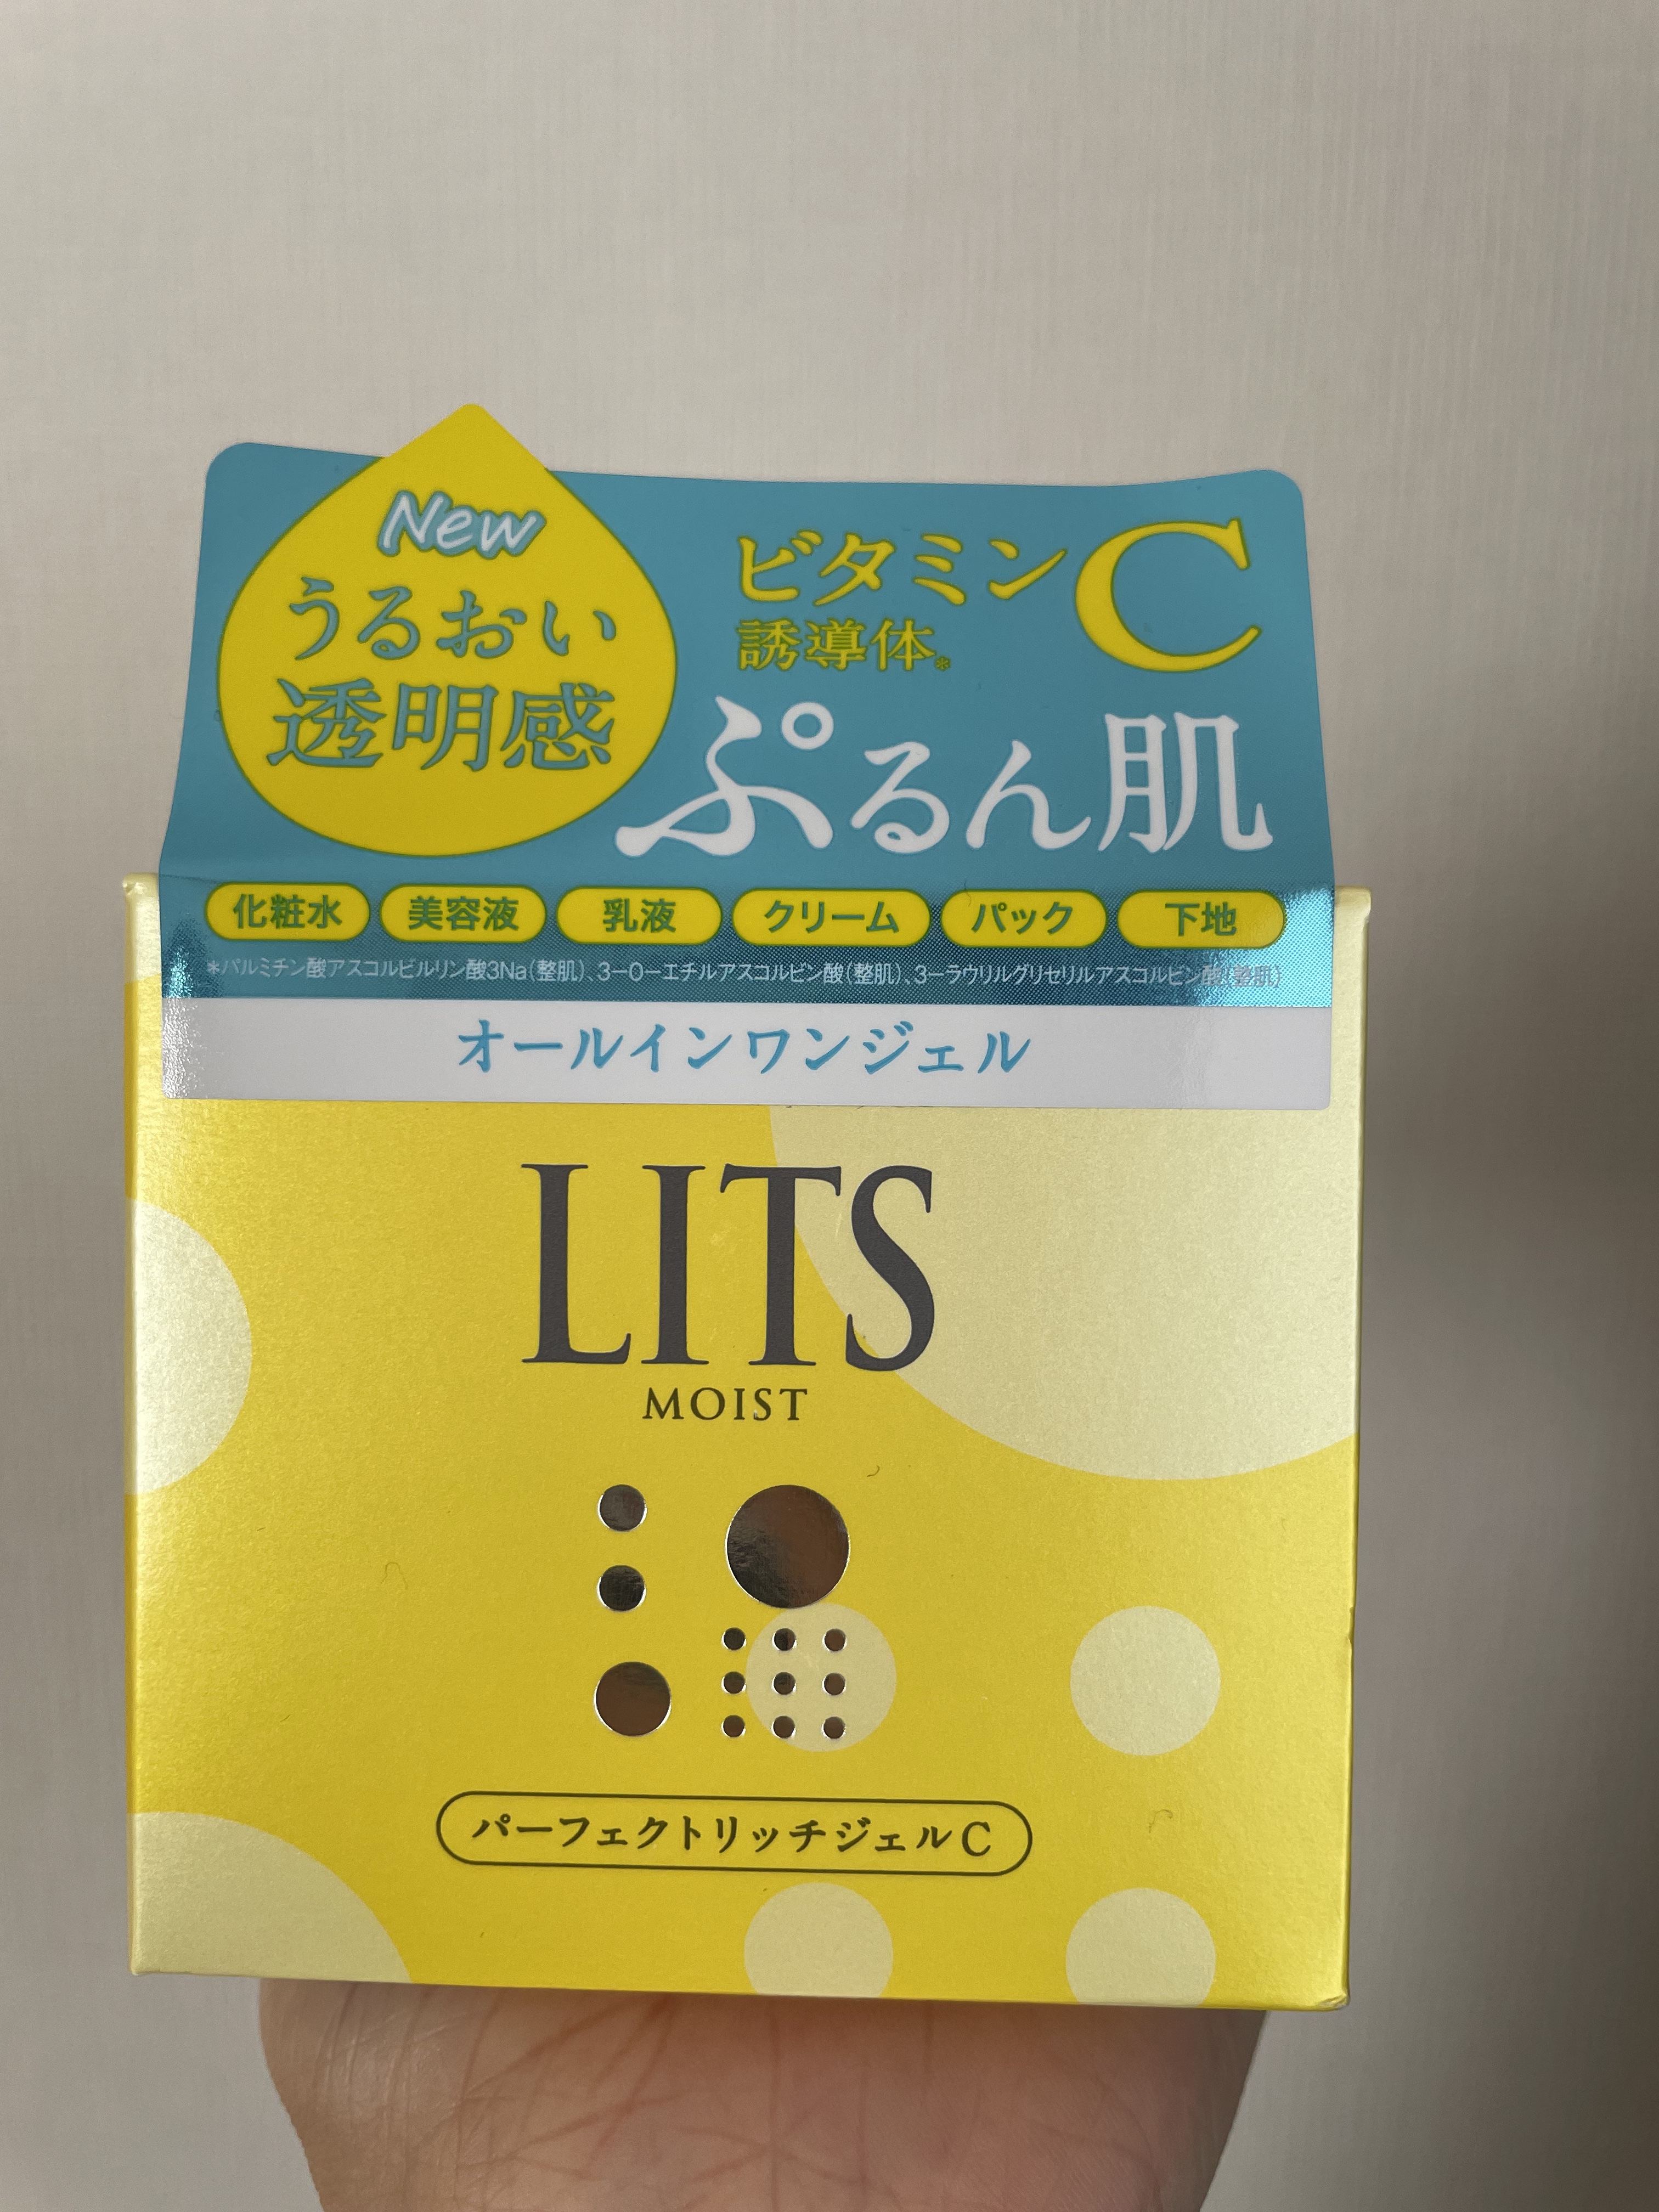 New
うるおい
透明感
ビタミンC
誘導体*
ぷるん肌
化粧水 美容液 乳液 クリーム パック 下地
*パルミチン酸アスコルビルリン酸3Na(整肌)、3-O-エチルアスコルビン酸(整肌)、3-ラウリルグリセリルアスコルビン酸(整肌)
オールインワンジェル
LITS
MOIST
パーフェクトリッチジェルC